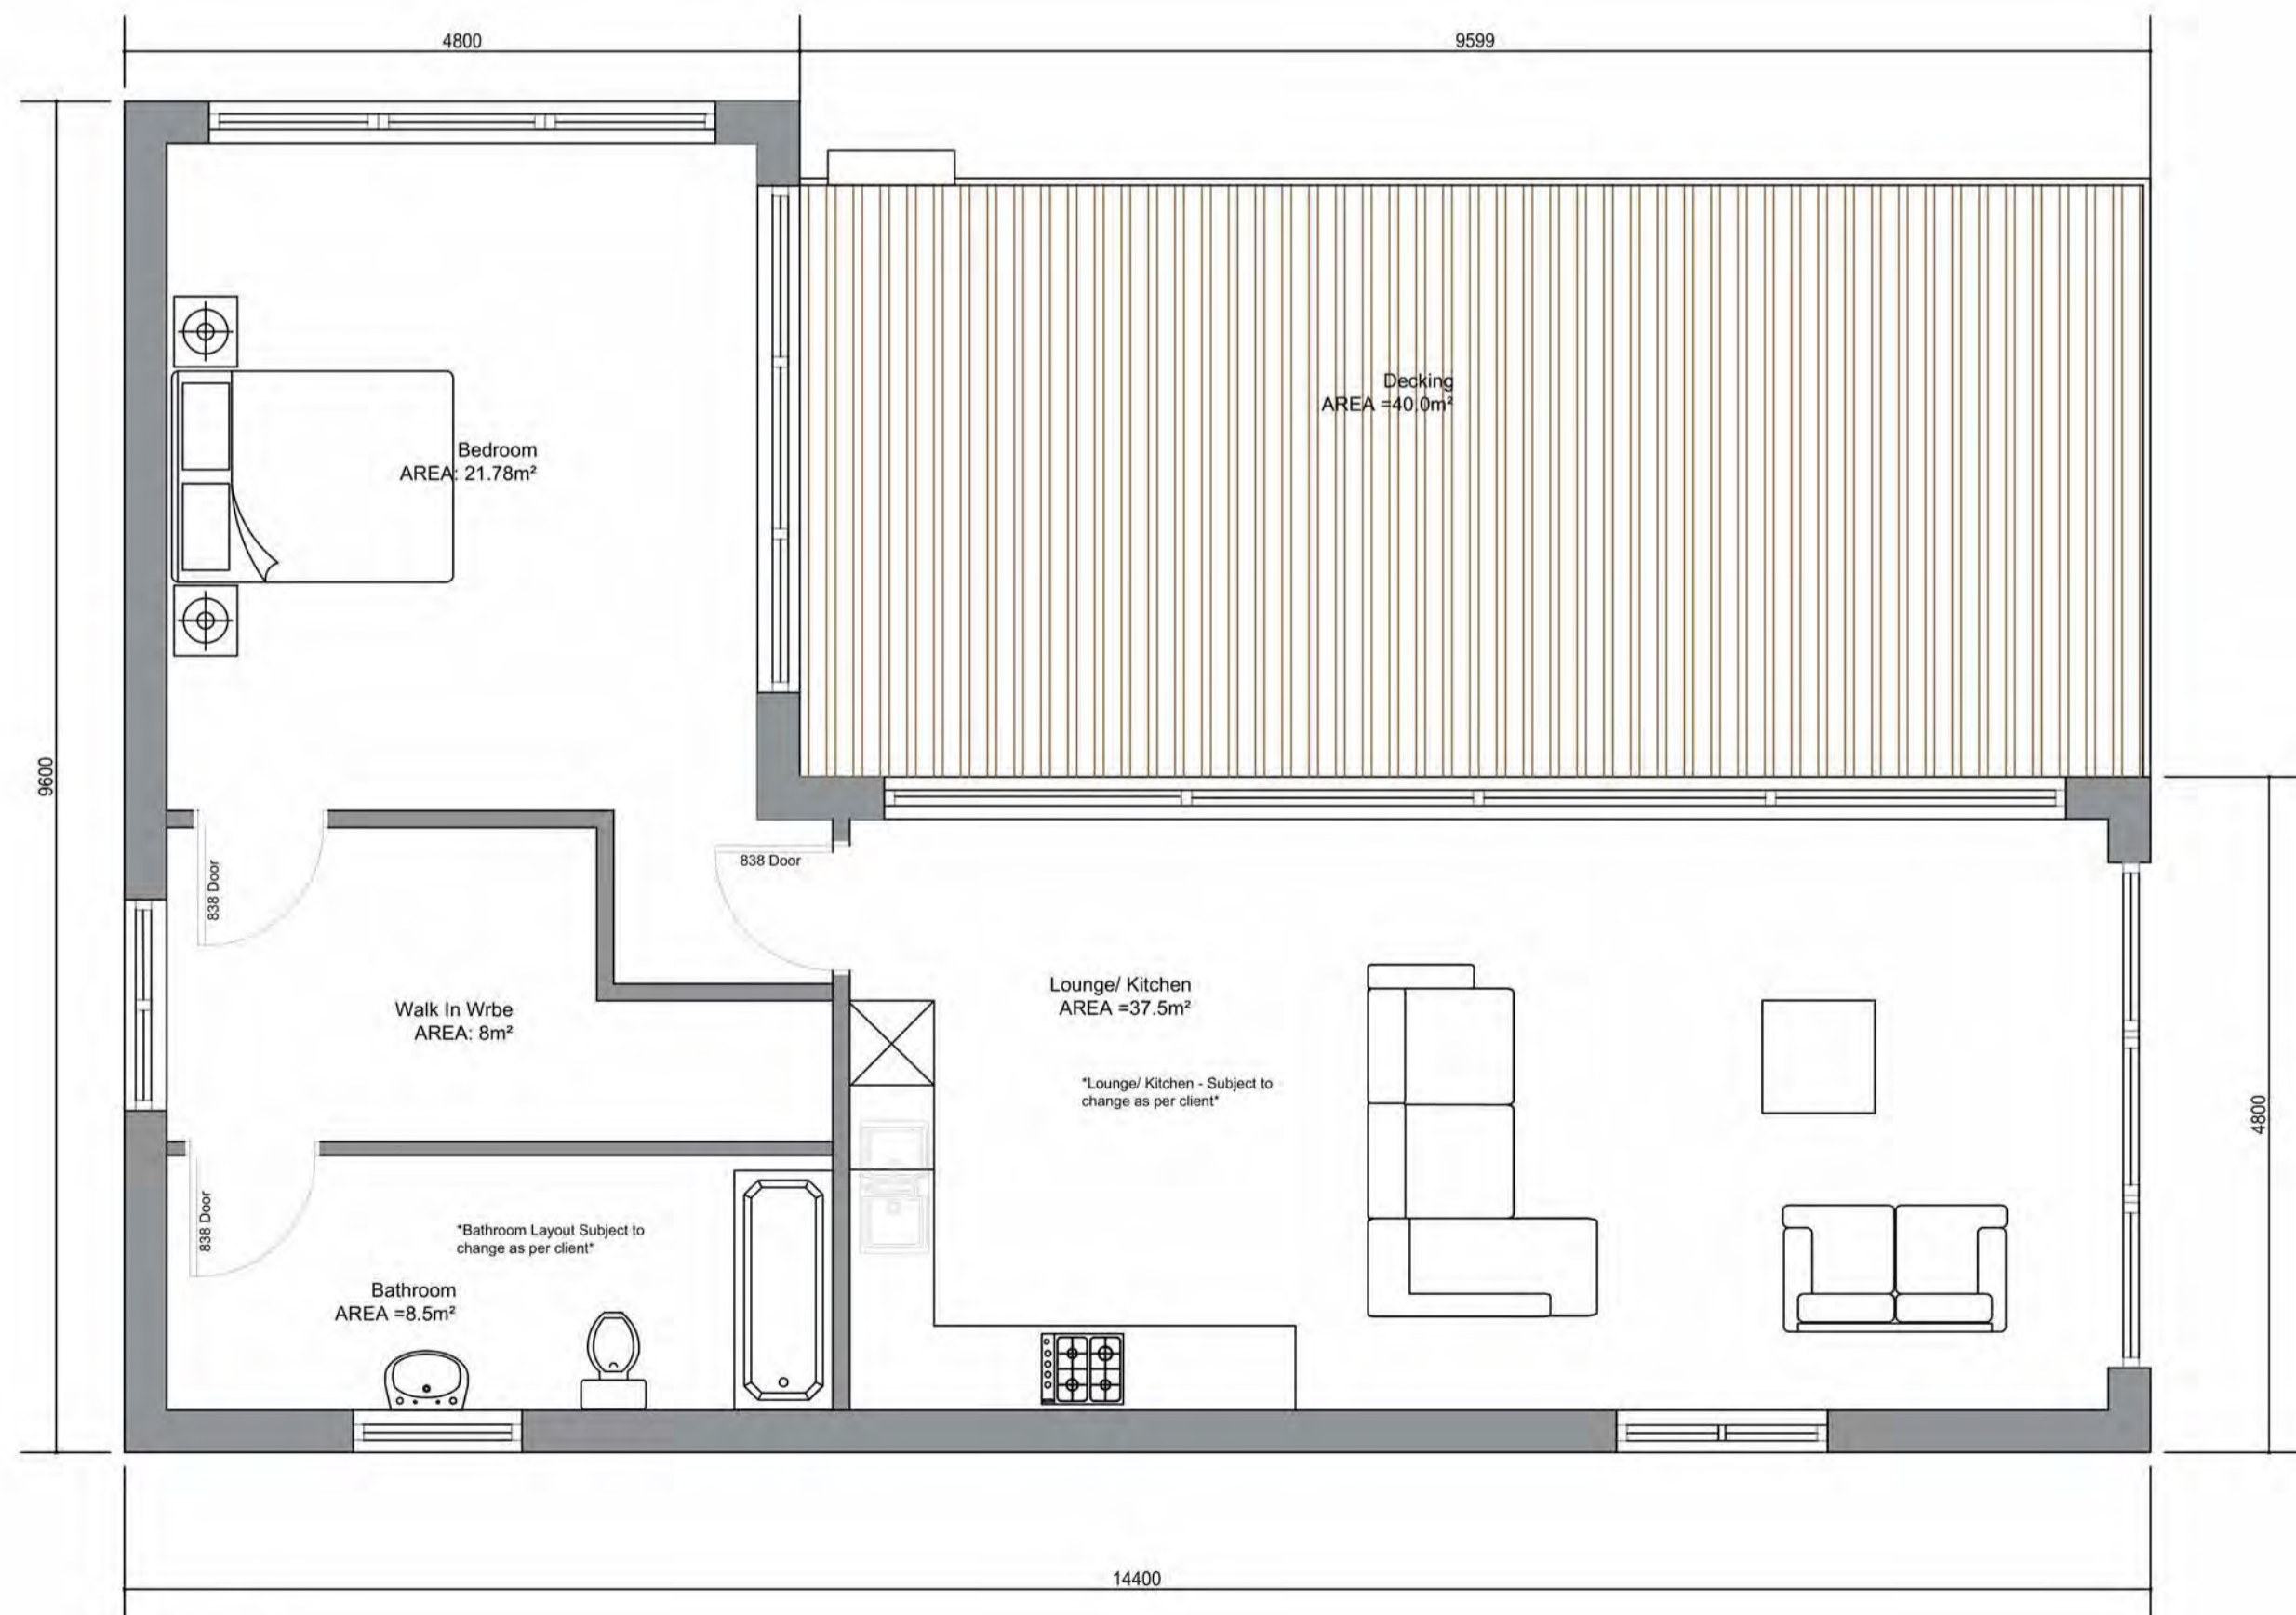 4800
9599
Decking
AREA =40.0m²
Bedroom
AREA: 21.78m²
9600
838 Door
838 Door
Lounge/ Kitchen
AREA =37.5m²
Walk In Wrbe
AREA: 8m²
*Lounge/ Kitchen - Subject to
change as per client*
4800
838 Door
*Bathroom Layout Subject to
change as per client*
Bathroom
AREA =8.5m²
14400